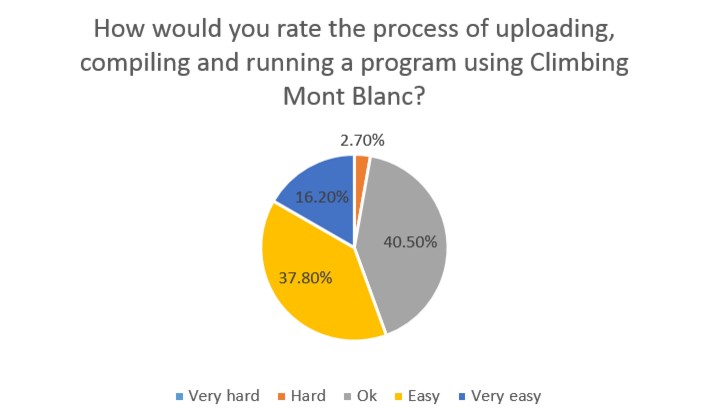 How would you rate the process of uploading,
compiling and running a program using Climbing
Mont Blanc?
2.70%
16.20%
40.50%
37.80%
Very hard Hard Ok Easy Very easy